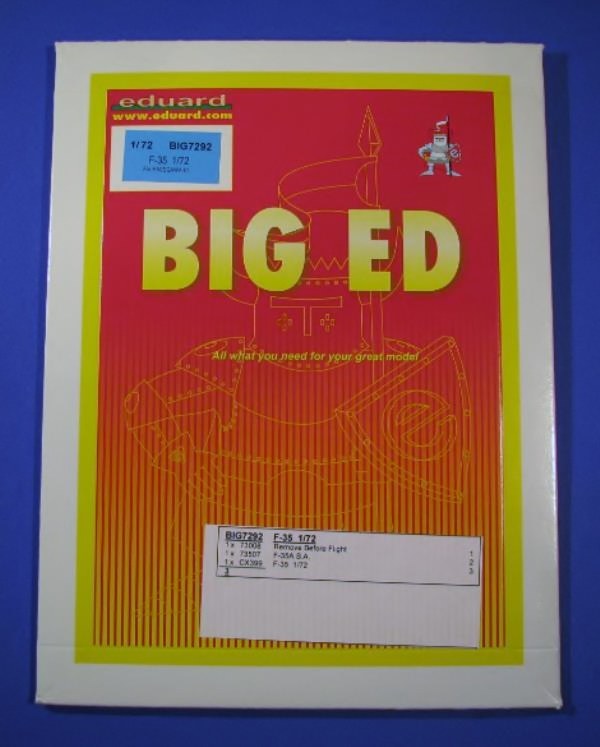 eduard
www.eduard.com
1/72 BIG7292
F-35 1/72
BIG ED
All what you need for your great model
e
BIG7292 F-35 1/72
1 x 73008 Remove Before Flight 1
1 x 73507 F-35A S.A. 2
1 x CX399 F-35 1/72 3
3